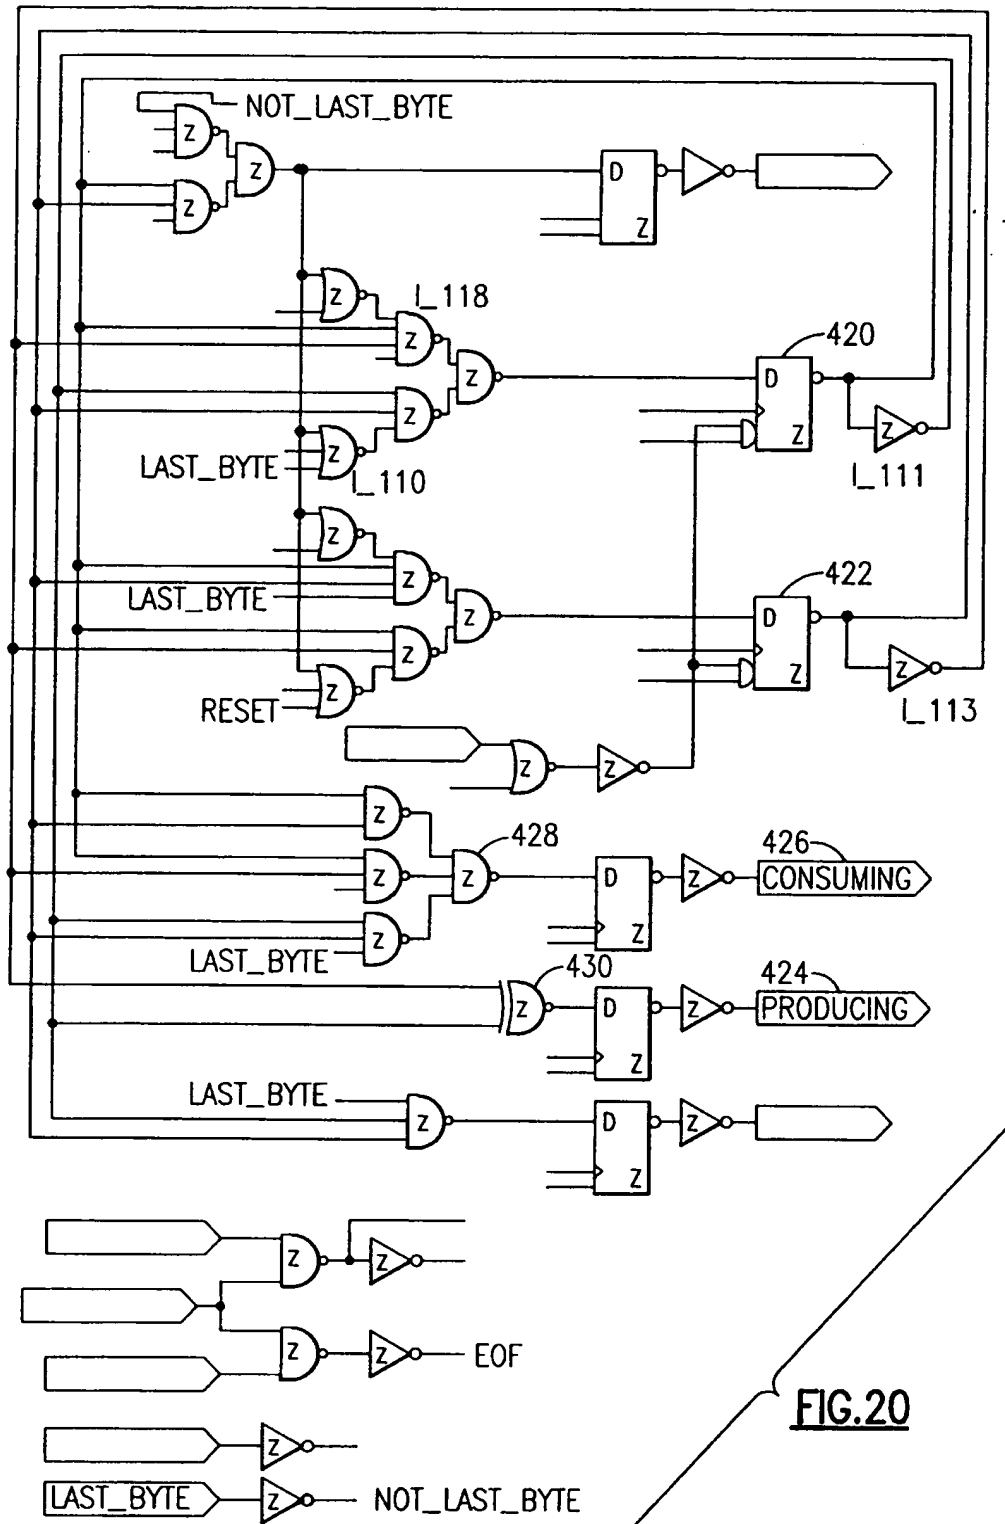 NOT_LAST_BYTE
Z
Z
Z
D
Z
Z
Z
I_118
Z
Z
420
D
Z
Z
Z
LAST_BYTE
Z
I_110
I_111
Z
Z
422
LAST_BYTE
Z
D
Z
Z
Z
RESET
Z
I_113
Z
Z
Z
428
Z
Z
D
Z
426
Z
CONSUMING
Z
LAST_BYTE
430
Z
D
Z
424
Z
PRODUCING
LAST_BYTE
Z
D
Z
Z
Z
Z
Z
Z
EOF
FIG.20
Z
LAST_BYTE
Z
NOT_LAST_BYTE